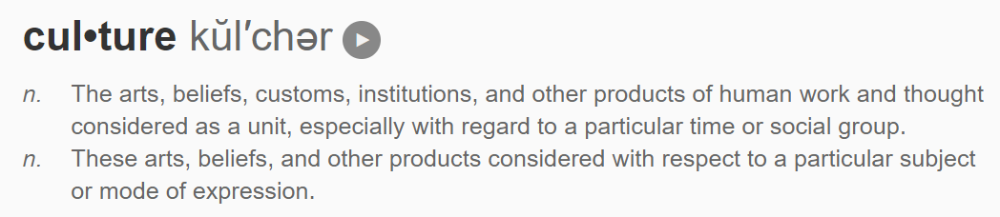 cul•ture kŭl′chər
n. The arts, beliefs, customs, institutions, and other products of human work and thought
considered as a unit, especially with regard to a particular time or social group.
n. These arts, beliefs, and other products considered with respect to a particular subject
or mode of expression.